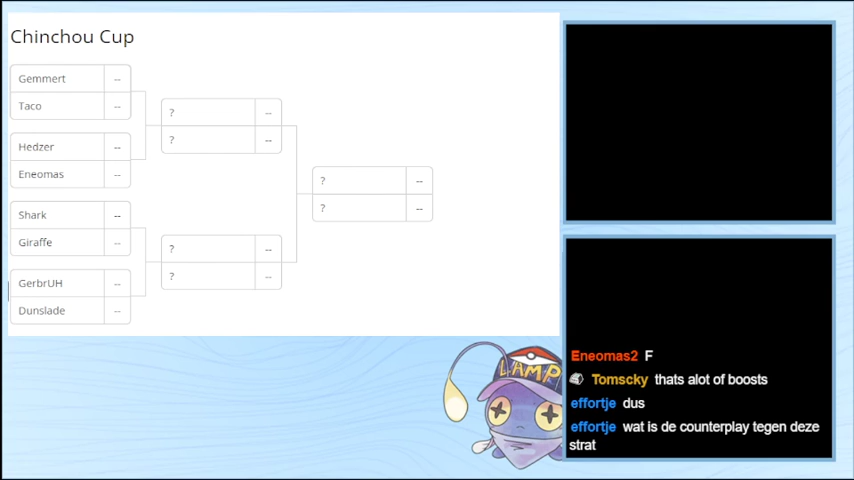 Chinchou Cup
Gemmert --
Taco --
Hedzer --
Eneomas --
Shark --
Giraffe --
GerbrUH --
Dunslade --
? --
? --
? --
? --
? --
? --
LAMP
Eneomas2 F
Tomscky thats alot of boosts
effortje dus
effortje wat is de counterplay tegen deze
strat